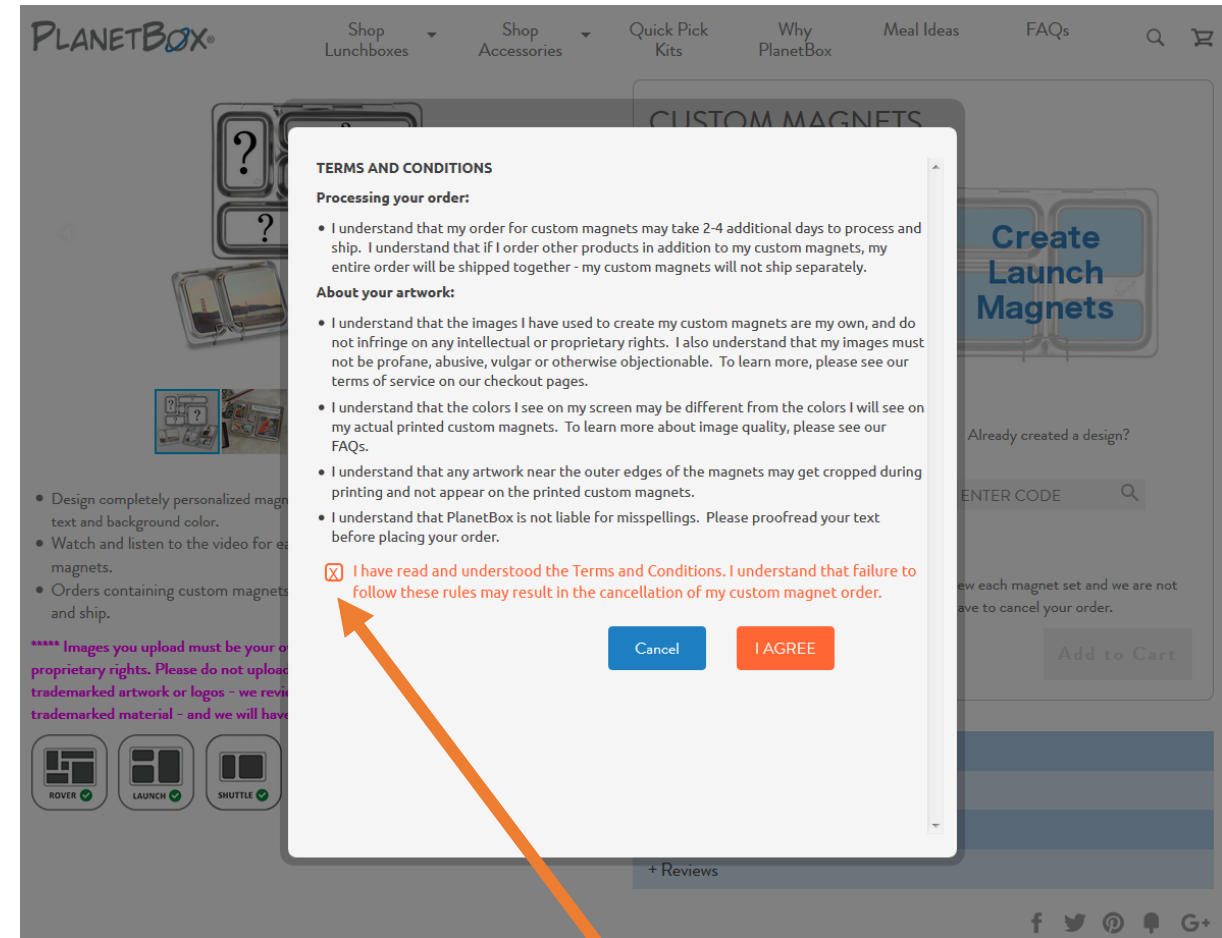 PLANETBOX®
Shop Lunchboxes
Shop Accessories
Quick Pick Kits
Why PlanetBox
Meal Ideas
FAQs
CUSTOM MAGNETS
?
?
TERMS AND CONDITIONS
Processing your order:
• I understand that my order for custom magnets may take 2-4 additional days to process and
ship. I understand that if I order other products in addition to my custom magnets, my
entire order will be shipped together - my custom magnets will not ship separately.
About your artwork:
• I understand that the images I have used to create my custom magnets are my own, and do
not infringe on any intellectual or proprietary rights. I also understand that my images must
not be profane, abusive, vulgar or otherwise objectionable. To learn more, please see our
terms of service on our checkout pages.
• I understand that the colors I see on my screen may be different from the colors I will see on
my actual printed custom magnets. To learn more about image quality, please see our
FAQs.
• I understand that any artwork near the outer edges of the magnets may get cropped during
printing and not appear on the printed custom magnets.
• I understand that PlanetBox is not liable for misspellings. Please proofread your text
before placing your order.
X I have read and understood the Terms and Conditions. I understand that failure to
follow these rules may result in the cancellation of my custom magnet order.
Cancel
I AGREE
Create
Launch
Magnets
Already created a design?
ENTER CODE
each magnet set and we are not
to cancel your order.
Add to Cart
• Design completely personalized
text and background color.
• Watch and listen to the video for
magnets.
• Orders containing custom magnets
and ship.
***** Images you upload must be your
proprietary rights. Please do not
trademarked artwork or logos - we
trademarked material - and we will have
ROVER
LAUNCH
SHUTTLE
+ Reviews
f
G+